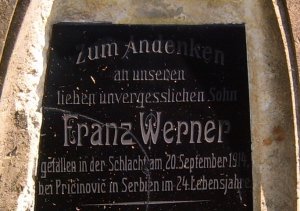 Zum Andenken
an unseren
lieben unvergesslichen Sohn
Franz Werner
gefallen in der Schlacht am 20. September 1914,
bei Pričinović in Serbien im 24. Lebensjahre.